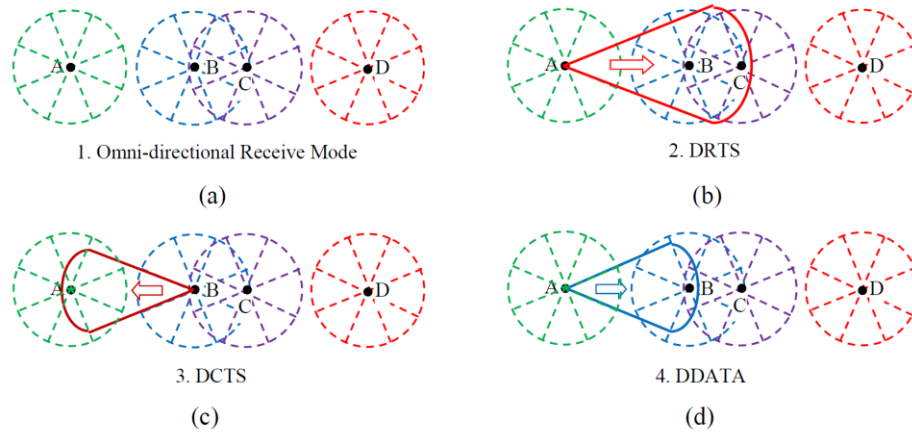 A B C D
1. Omni-directional Receive Mode
(a)
A B C D
2. DRTS
(b)
A B C D
3. DCTS
(c)
A B C D
4. DDATA
(d)